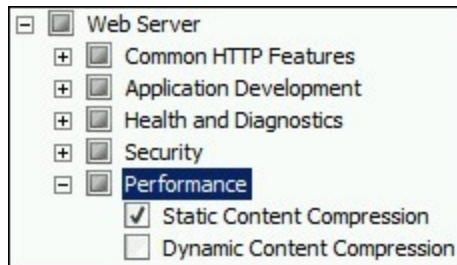 Web Server
Common HTTP Features
Application Development
Health and Diagnostics
Security
Performance
Static Content Compression
Dynamic Content Compression